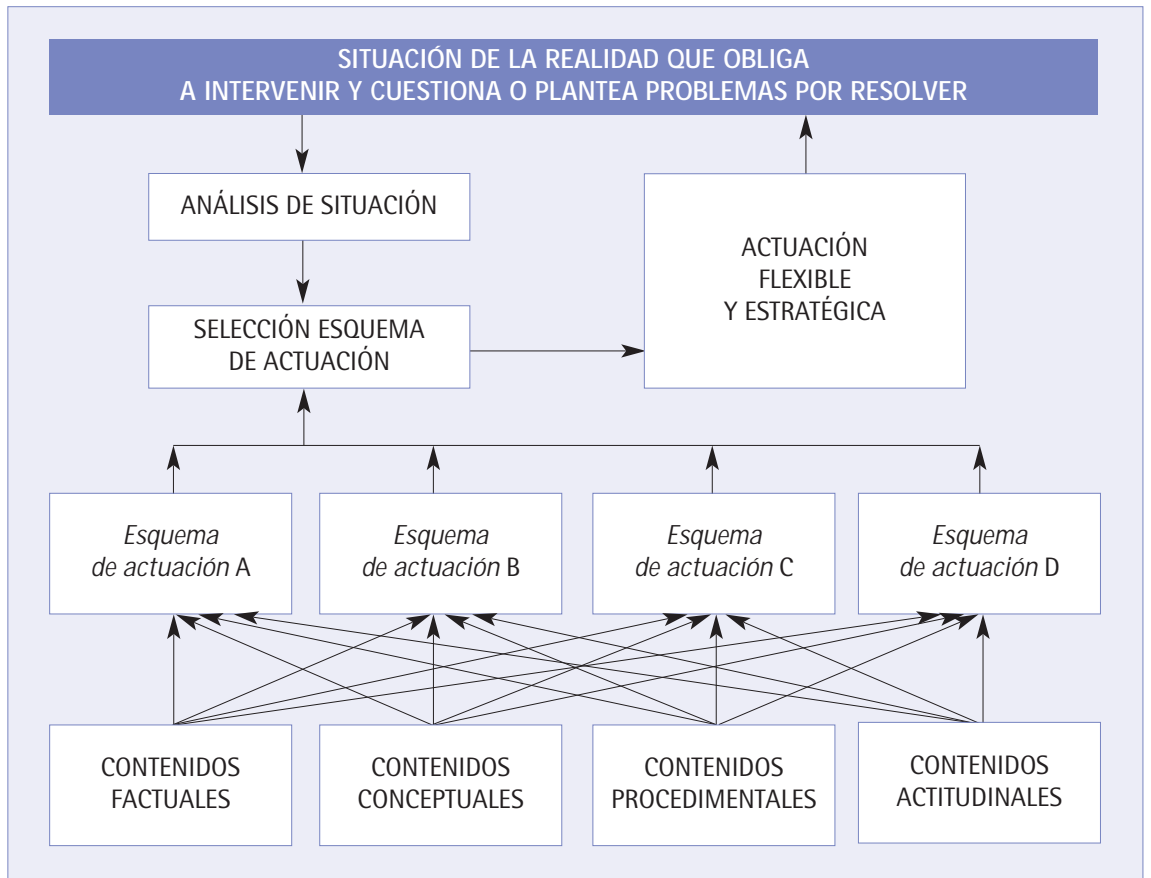 SITUACIÓN DE LA REALIDAD QUE OBLIGA
A INTERVENIR Y CUESTIONA O PLANTEA PROBLEMAS POR RESOLVER
ANÁLISIS DE SITUACIÓN
ACTUACIÓN
FLEXIBLE
Y ESTRATÉGICA
SELECCIÓN ESQUEMA
DE ACTUACIÓN
Esquema
de actuación A
Esquema
de actuación B
Esquema
de actuación C
Esquema
de actuación D
CONTENIDOS
FACTUALES
CONTENIDOS
CONCEPTUALES
CONTENIDOS
PROCEDIMENTALES
CONTENIDOS
ACTITUDINALES